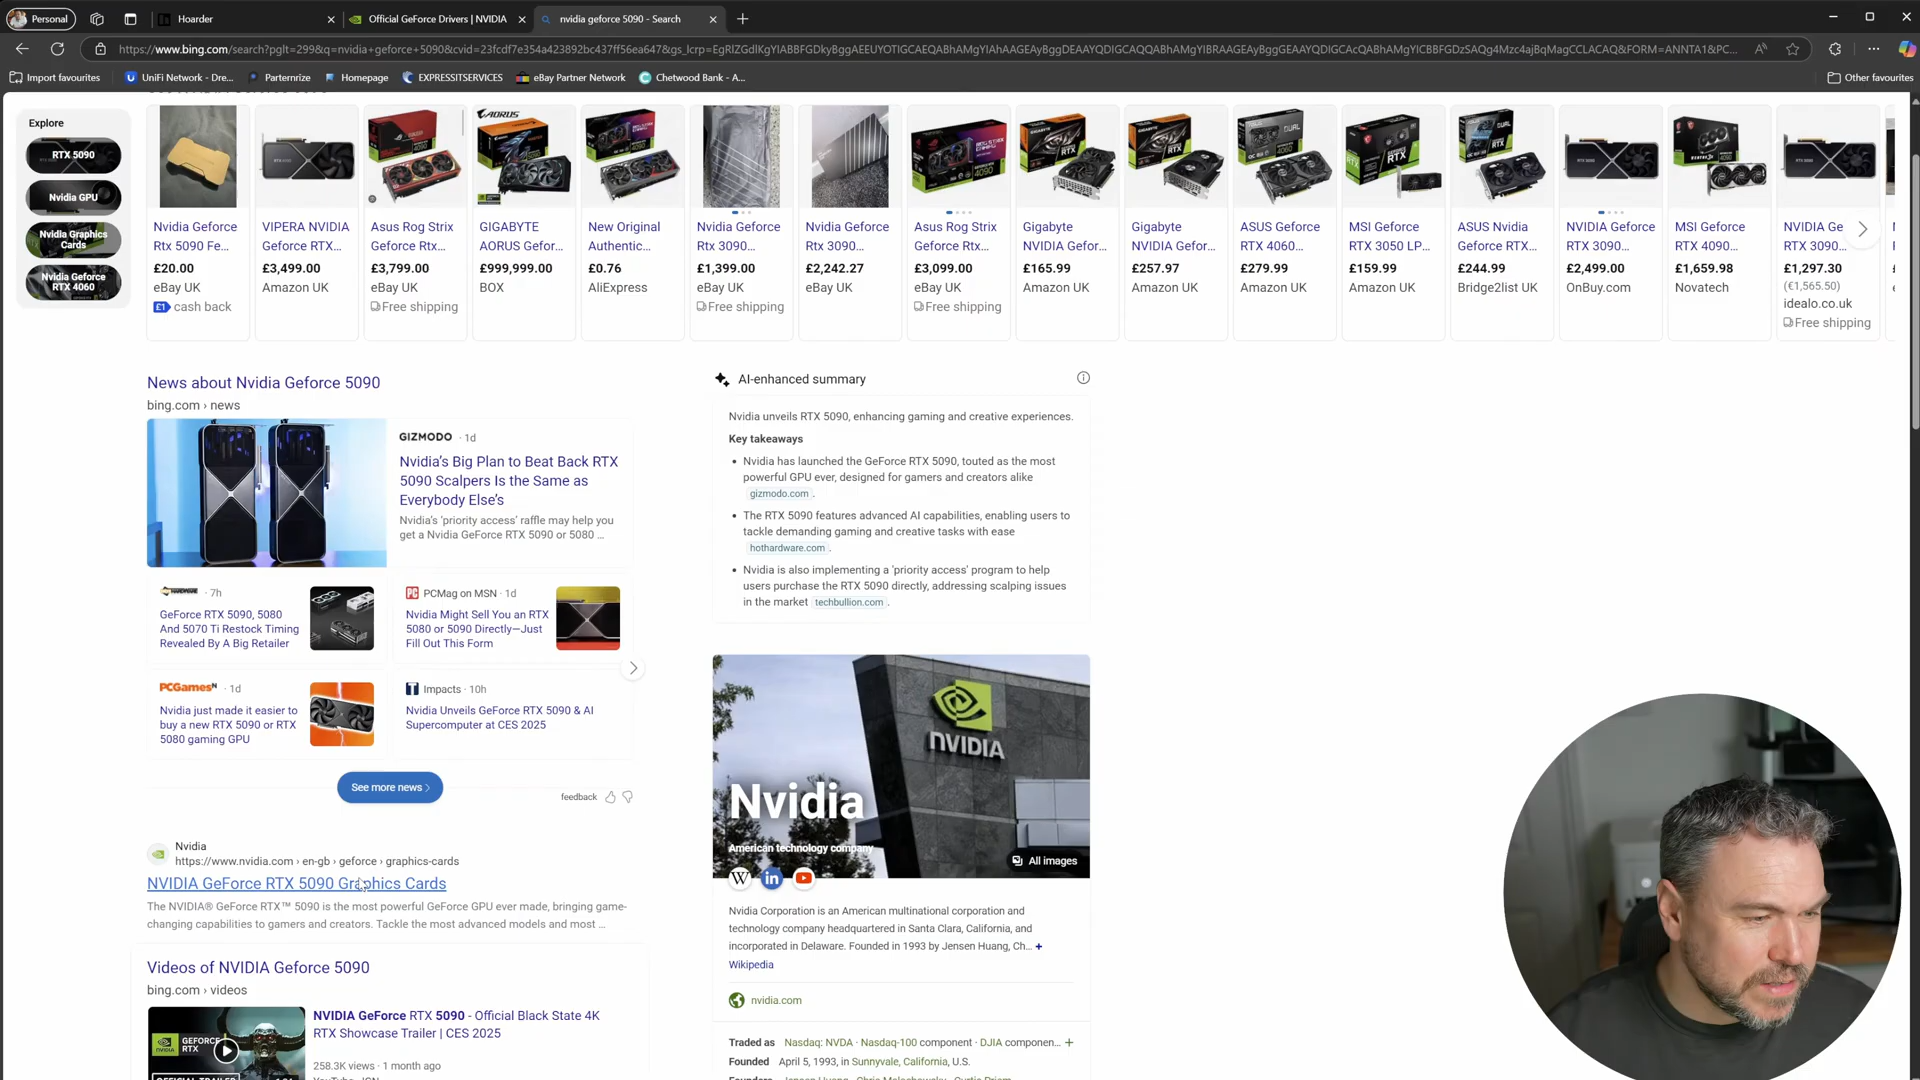 Personal
Hoarder
Official GeForce Drivers | NVIDIA
nvidia geforce 5090 - Search
Import favourites
UniFi Network - Dre...
Parternrize
Homepage
EXPRESSITSERVICES
eBay Partner Network
Chetwood Bank - A...
Other favourites
Explore
RTX 5090
Nvidia GPU
Nvidia Graphics
Cards
Nvidia Geforce
RTX 4060
Nvidia Geforce
Rtx 5090 Fe...
£20.00
eBay UK
£1 cash back
VIPERA NVIDIA
Geforce RTX...
£3,499.00
Amazon UK
Asus Rog Strix
Geforce Rtx...
£3,799.00
eBay UK
Free shipping
AORUS
GIGABYTE
AORUS Gefor...
£999,999.00
BOX
New Original
Authentic...
£0.76
AliExpress
Nvidia Geforce
Rtx 3090...
£1,399.00
eBay UK
Free shipping
Nvidia Geforce
Rtx 3090...
£2,242.27
eBay UK
Asus Rog Strix
Geforce Rtx...
£3,099.00
eBay UK
Free shipping
Gigabyte
NVIDIA Gefor...
£165.99
Amazon UK
Gigabyte
NVIDIA Gefor...
£257.97
Amazon UK
ASUS Geforce
RTX 4060...
£279.99
Amazon UK
MSI Geforce
RTX 3050 LP...
£159.99
Amazon UK
ASUS Nvidia
Geforce RTX...
£244.99
Bridge2list UK
NVIDIA Geforce
RTX 3090...
£2,499.00
OnBuy.com
MSI Geforce
RTX 4090...
£1,659.98
Novatech
NVIDIA Ge
RTX 3090...
£1,297.30
(€1,565.50)
idealo.co.uk
Free shipping
News about Nvidia Geforce 5090
bing.com › news
GIZMODO · 1d
Nvidia's Big Plan to Beat Back RTX
5090 Scalpers Is the Same as
Everybody Else's
Nvidia's 'priority access' raffle may help you
get a Nvidia GeForce RTX 5090 or 5080 ...
HARDWARE · 7h
GeForce RTX 5090, 5080
And 5070 Ti Restock Timing
Revealed By A Big Retailer
PCMag on MSN · 1d
Nvidia Might Sell You an RTX
5080 or 5090 Directly—Just
Fill Out This Form
PCGamesN · 1d
Nvidia just made it easier to
buy a new RTX 5090 or RTX
5080 gaming GPU
Impacts · 10h
Nvidia Unveils GeForce RTX 5090 & AI
Supercomputer at CES 2025
See more news
feedback
Nvidia
https://www.nvidia.com › en-gb › geforce › graphics-cards
NVIDIA GeForce RTX 5090 Graphics Cards
The NVIDIA® GeForce RTX™ 5090 is the most powerful GeForce GPU ever made, bringing game-
changing capabilities to gamers and creators. Tackle the most advanced models and most ...
Videos of NVIDIA Geforce 5090
bing.com › videos
GEFORCE
RTX
NVIDIA GeForce RTX 5090 - Official Black State 4K
RTX Showcase Trailer | CES 2025
258.3K views · 1 month ago
AI-enhanced summary
Nvidia unveils RTX 5090, enhancing gaming and creative experiences.
Key takeaways
• Nvidia has launched the GeForce RTX 5090, touted as the most
powerful GPU ever, designed for gamers and creators alike
gizmodo.com .
• The RTX 5090 features advanced AI capabilities, enabling users to
tackle demanding gaming and creative tasks with ease
hothardware.com .
• Nvidia is also implementing a 'priority access' program to help
users purchase the RTX 5090 directly, addressing scalping issues
in the market techbullion.com .
NVIDIA
Nvidia
American technology company
All images
Nvidia Corporation is an American multinational corporation and
technology company headquartered in Santa Clara, California, and
incorporated in Delaware. Founded in 1993 by Jensen Huang, Ch... +
Wikipedia
nvidia.com
Traded as Nasdaq: NVDA · Nasdaq-100 component · DJIA componen... +
Founded April 5, 1993, in Sunnyvale, California, U.S.